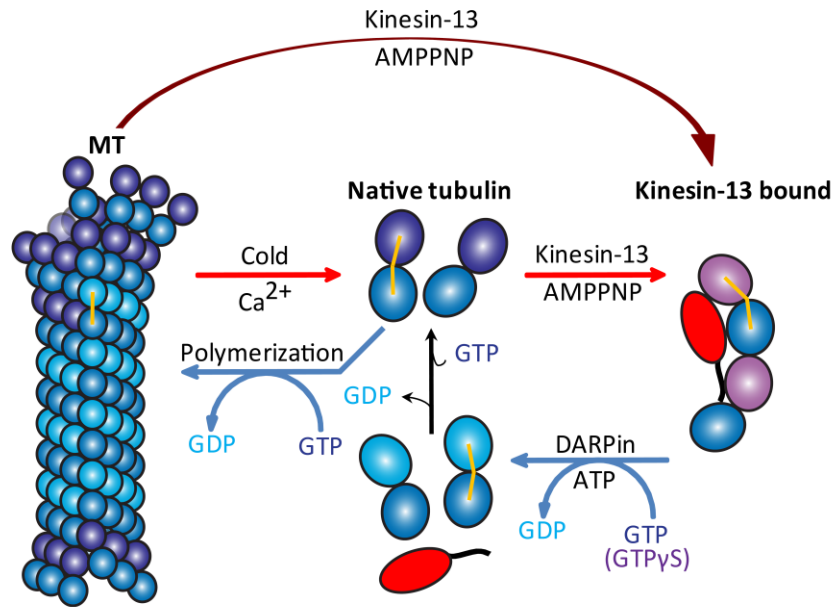 Kinesin-13
AMPPNP
MT
Native tubulin
Kinesin-13 bound
Cold
Ca2+
Kinesin-13
AMPPNP
Polymerization
GTP
GDP
GDP
GTP
DARPin
ATP
GDP
GTP
(GTPγS)